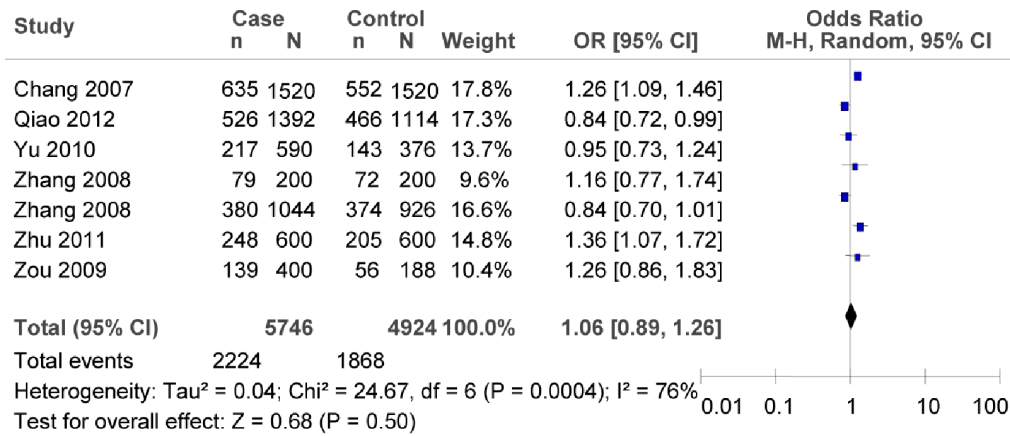 Study Case Control Odds Ratio
n N n N Weight OR [95% CI] M-H, Random, 95% CI
Chang 2007 635 1520 552 1520 17.8% 1.26 [1.09, 1.46]
Qiao 2012 526 1392 466 1114 17.3% 0.84 [0.72, 0.99]
Yu 2010 217 590 143 376 13.7% 0.95 [0.73, 1.24]
Zhang 2008 79 200 72 200 9.6% 1.16 [0.77, 1.74]
Zhang 2008 380 1044 374 926 16.6% 0.84 [0.70, 1.01]
Zhu 2011 248 600 205 600 14.8% 1.36 [1.07, 1.72]
Zou 2009 139 400 56 188 10.4% 1.26 [0.86, 1.83]
Total (95% CI) 5746 4924 100.0% 1.06 [0.89, 1.26]
Total events 2224 1868
Heterogeneity: Tau² = 0.04; Chi² = 24.67, df = 6 (P = 0.0004); I² = 76%
0.01 0.1 1 10 100
Test for overall effect: Z = 0.68 (P = 0.50)